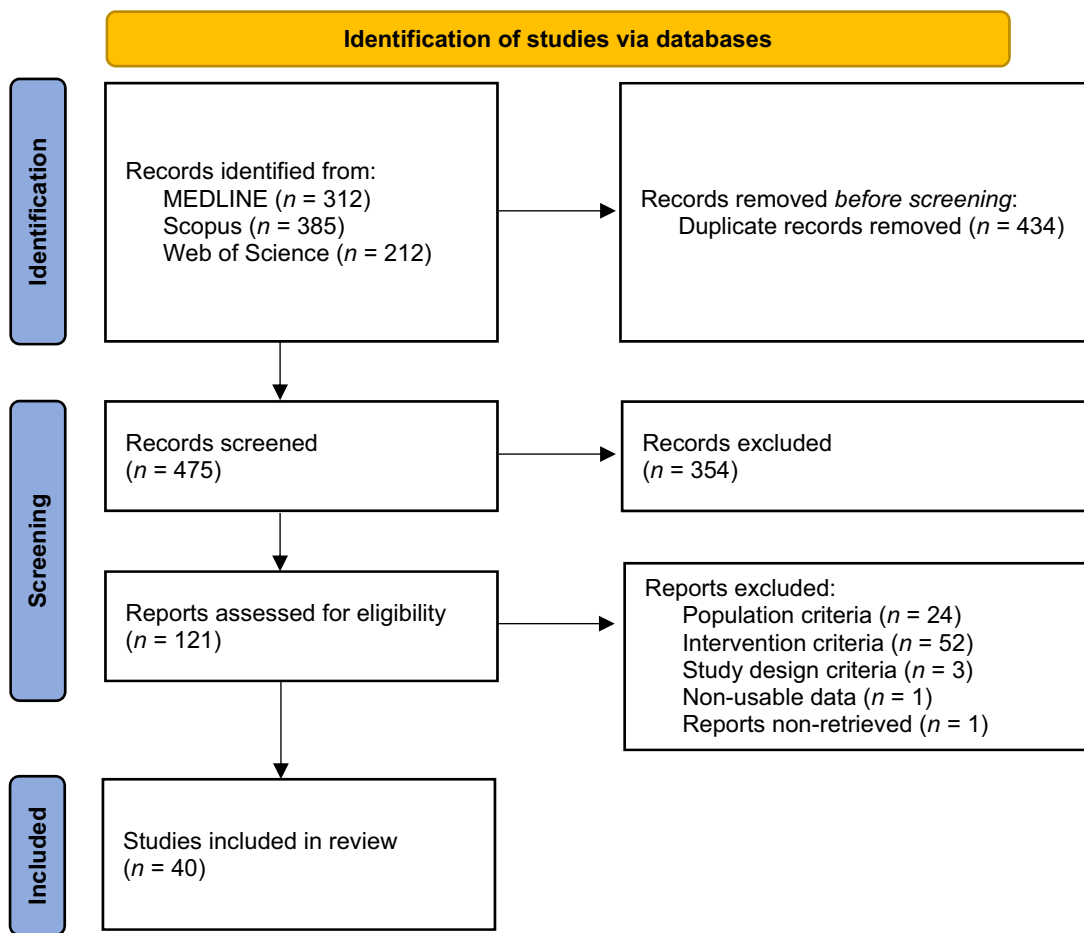 Identification of studies via databases
Identification
Records identified from:
MEDLINE (n = 312)
Scopus (n = 385)
Web of Science (n = 212)
Records removed before screening:
Duplicate records removed (n = 434)
Screening
Records screened
(n = 475)
Records excluded
(n = 354)
Reports assessed for eligibility
(n = 121)
Reports excluded:
Population criteria (n = 24)
Intervention criteria (n = 52)
Study design criteria (n = 3)
Non-usable data (n = 1)
Reports non-retrieved (n = 1)
Included
Studies included in review
(n = 40)